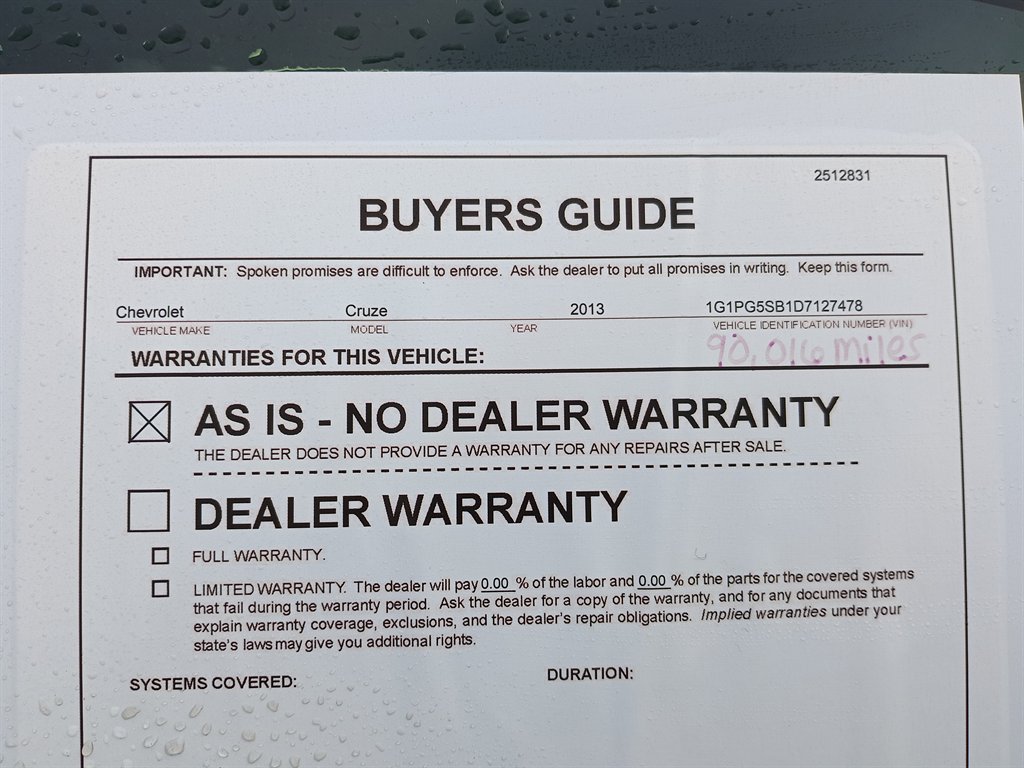 2512831
BUYERS GUIDE
IMPORTANT: Spoken promises are difficult to enforce. Ask the dealer to put all promises in writing. Keep this form.
Chevrolet Cruze 2013 1G1PG5SB1D7127478
VEHICLE MAKE MODEL YEAR VEHICLE IDENTIFICATION NUMBER (VIN)
90,016 miles
WARRANTIES FOR THIS VEHICLE:
AS IS - NO DEALER WARRANTY
THE DEALER DOES NOT PROVIDE A WARRANTY FOR ANY REPAIRS AFTER SALE.
DEALER WARRANTY
FULL WARRANTY.
LIMITED WARRANTY. The dealer will pay 0.00 % of the labor and 0.00 % of the parts for the covered systems
that fail during the warranty period. Ask the dealer for a copy of the warranty, and for any documents that
explain warranty coverage, exclusions, and the dealer's repair obligations. Implied warranties under your
state's laws may give you additional rights.
SYSTEMS COVERED: DURATION: